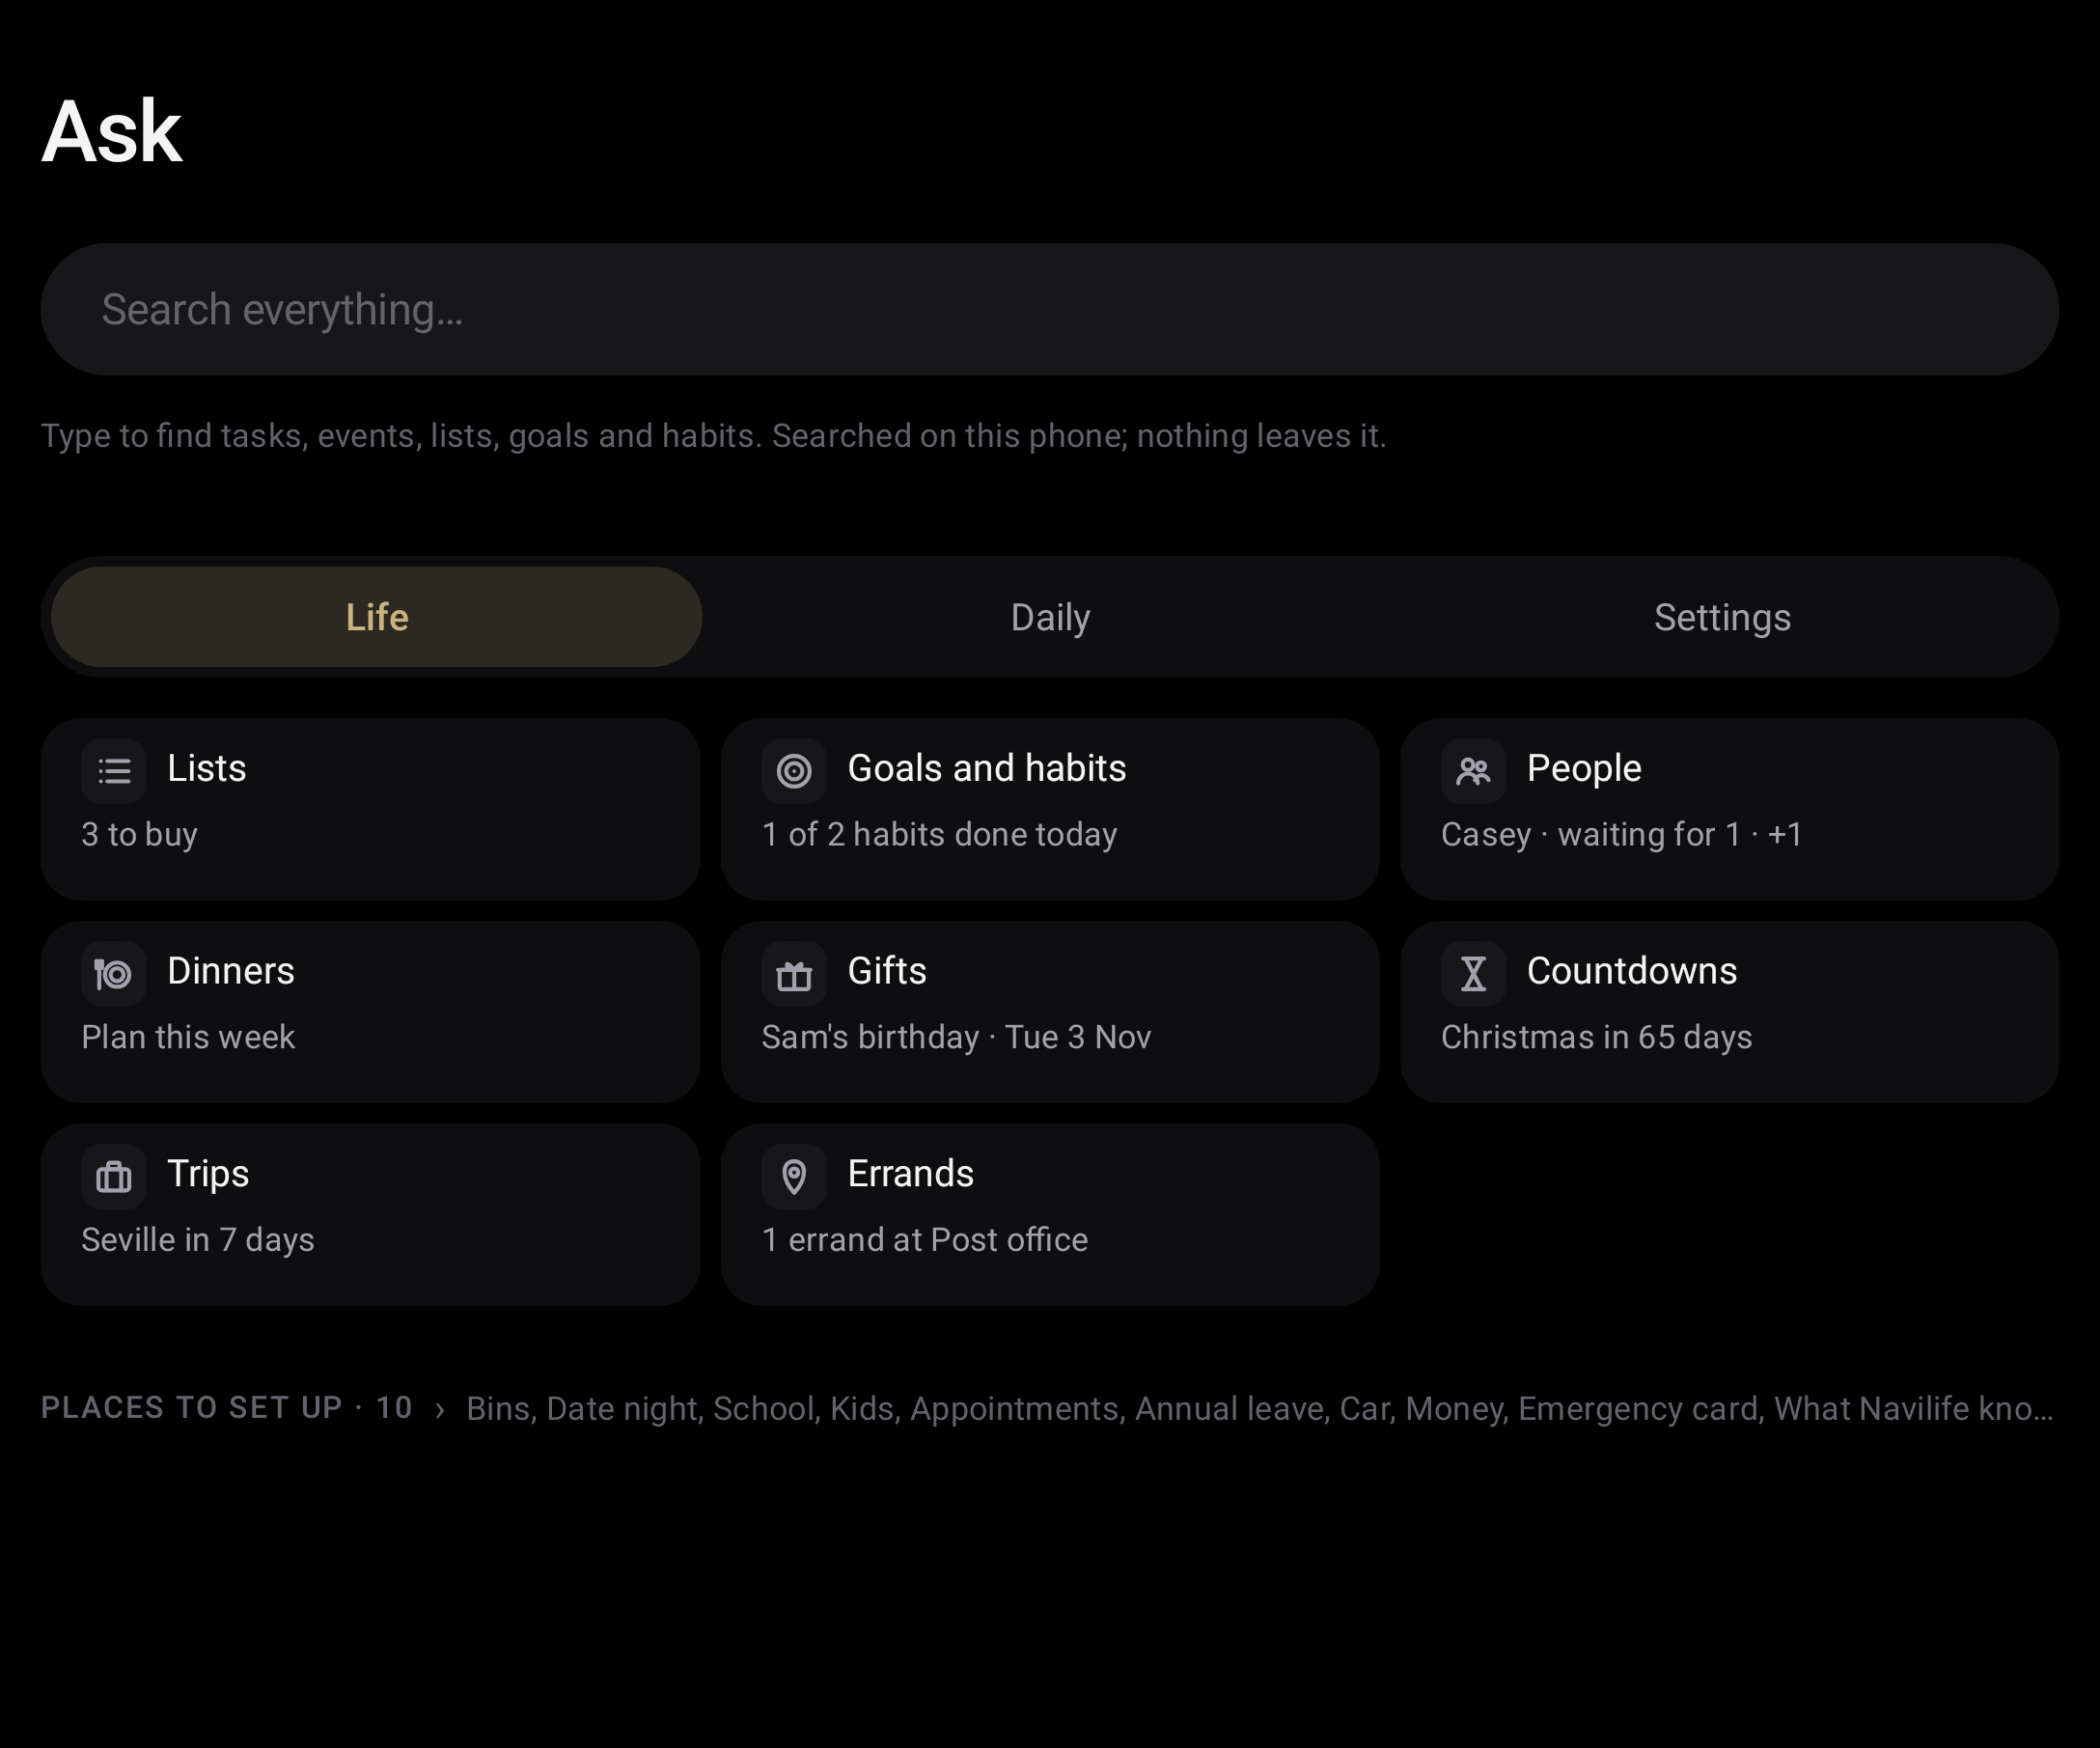 Ask
Search everything...
Type to find tasks, events, lists, goals and habits. Searched on this phone; nothing leaves it.
Life
Daily
Settings
Lists
3 to buy
Goals and habits
1 of 2 habits done today
People
Casey · waiting for 1 · +1
Dinners
Plan this week
Gifts
Sam's birthday · Tue 3 Nov
Countdowns
Christmas in 65 days
Trips
Seville in 7 days
Errands
1 errand at Post office
PLACES TO SET UP · 10 › Bins, Date night, School, Kids, Appointments, Annual leave, Car, Money, Emergency card, What Navilife kno...